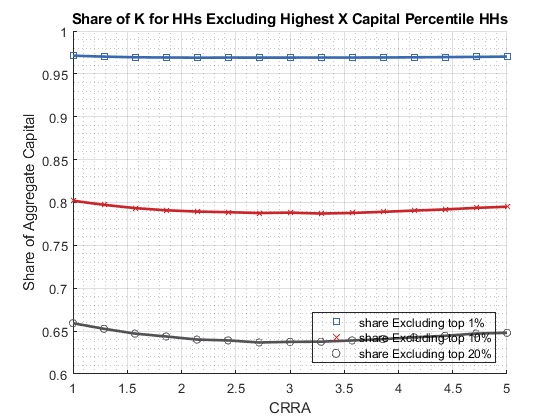 Share of K for HHs Excluding Highest X Capital Percentile HHs
1
0.95
0.9
0.85
0.8
0.75
0.7
0.65
0.6
Share of Aggregate Capital
share Excluding top 1%
share Excluding top 10%
share Excluding top 20%
1 1.5 2 2.5 3 3.5 4 4.5 5
CRRA